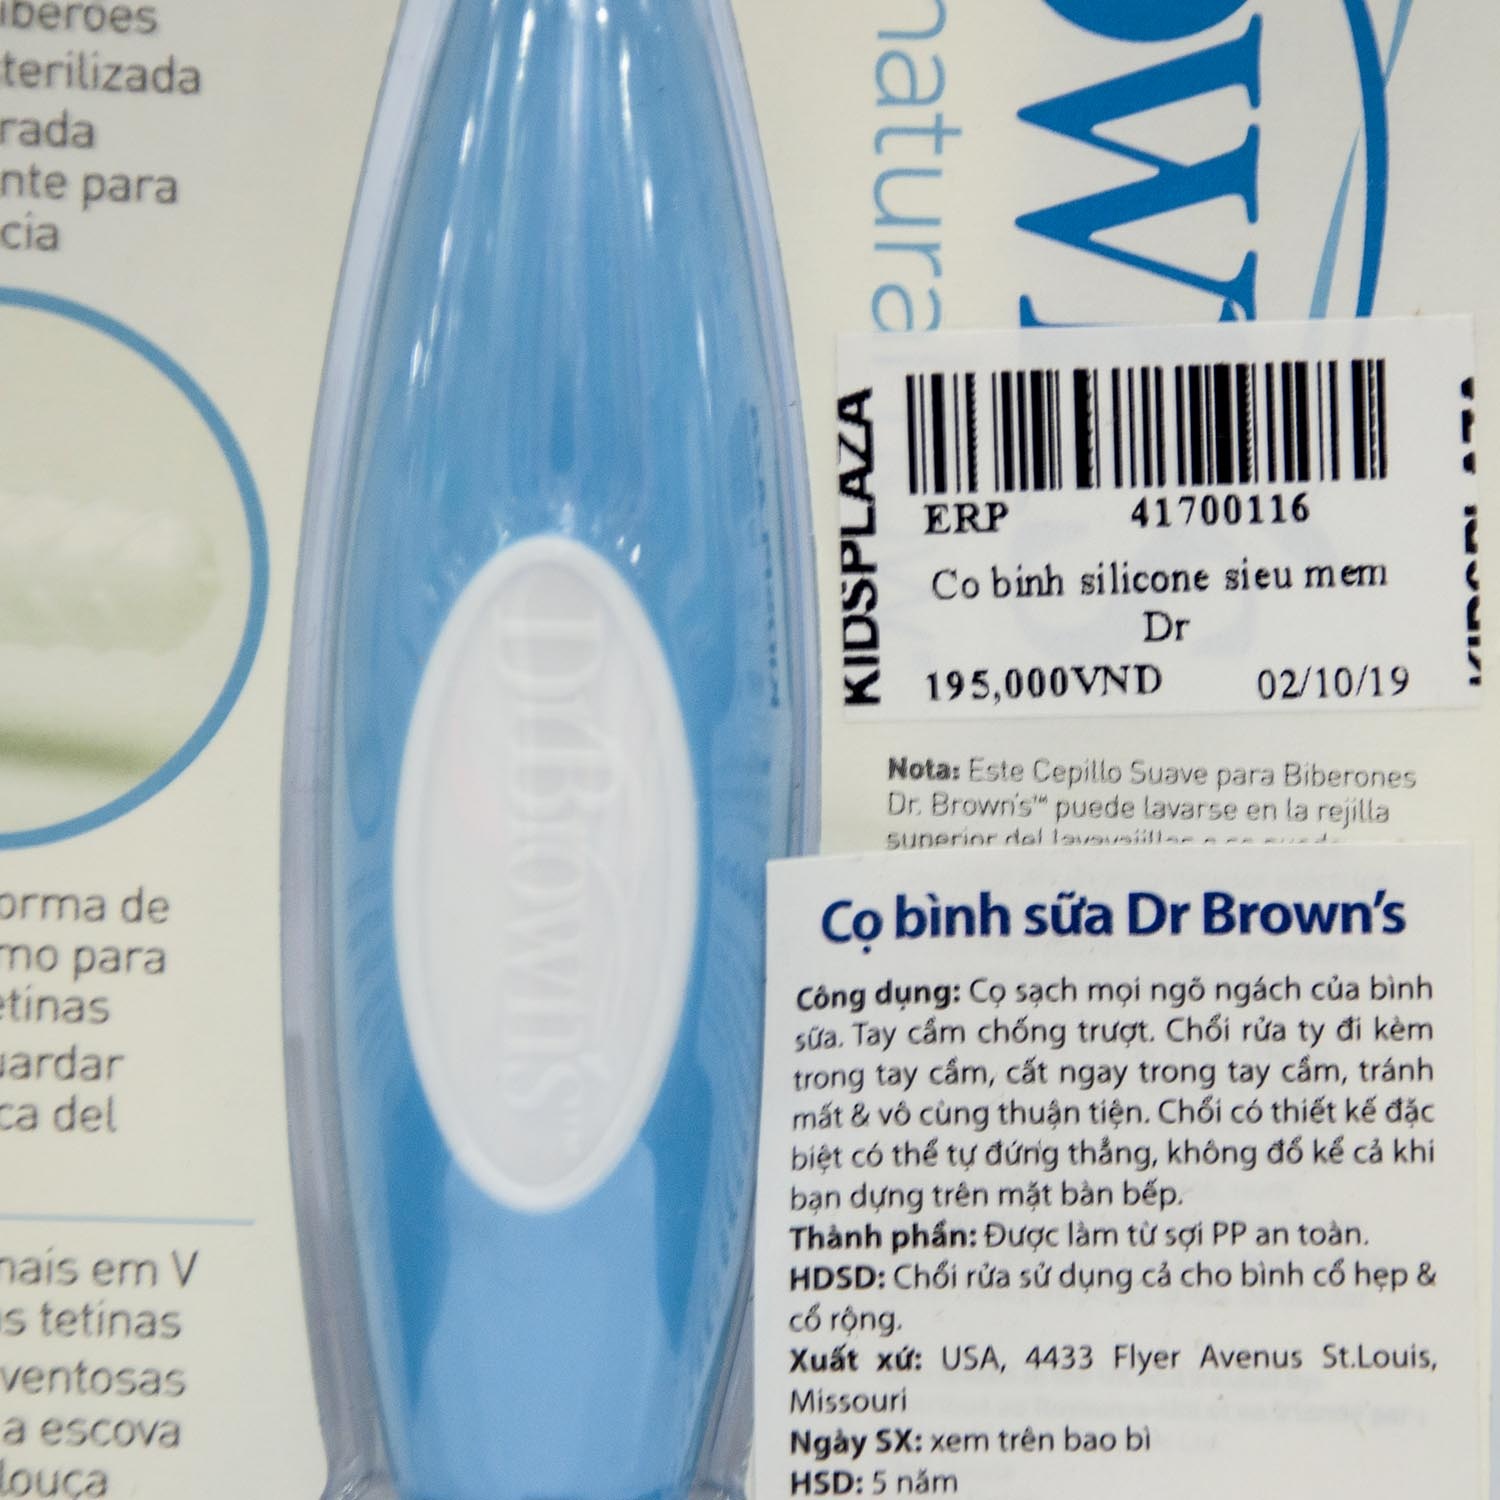 terilizada
rada
nte para
cia
orma de
mo para
etinas
uardar
ca del
nais em V
s tetinas
ventosas
a escova
louça
natura
ow
Dr Brown's
KIDSPLAZA
ERP 41700116
Co binh silicone sieu mem
Dr
195,000VND 02/10/19
Nota: Este Cepillo Suave para Biberones
Dr. Brown's™ puede lavarse en la rejilla
superior del
Cọ bình sữa Dr Brown's
Công dụng: Cọ sạch mọi ngõ ngách của bình
sữa. Tay cầm chống trượt. Chổi rửa ty đi kèm
trong tay cầm, cất ngay trong tay cầm, tránh
mất & vô cùng thuận tiện. Chổi có thiết kế đặc
biệt có thể tự đứng thẳng, không đổ kể cả khi
bạn dựng trên mặt bàn bếp.
Thành phần: Được làm từ sợi PP an toàn.
HDSD: Chổi rửa sử dụng cả cho bình cổ hẹp &
cổ rộng.
Xuất xứ: USA, 4433 Flyer Avenus St.Louis,
Missouri
Ngày SX: xem trên bao bì
HSD: 5 năm